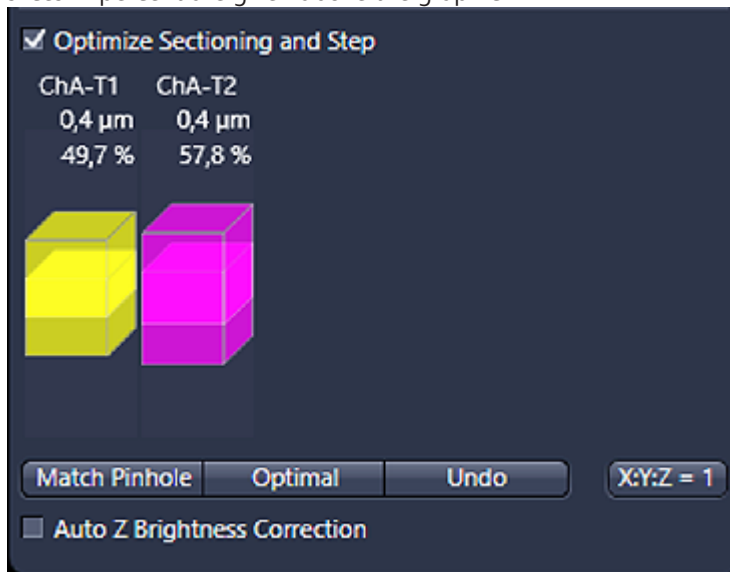 Optimize Sectioning and Step
ChA-T1 ChA-T2
0,4 µm 0,4 µm
49,7 % 57,8 %
Match Pinhole Optimal Undo X:Y:Z = 1
Auto Z Brightness Correction